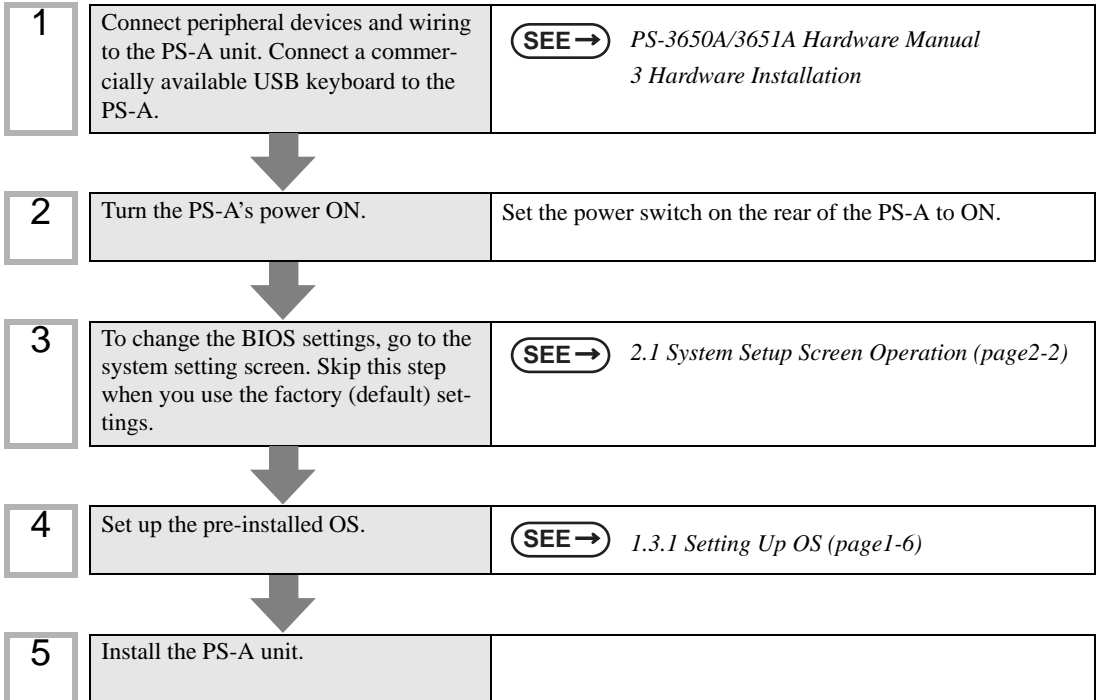 1
Connect peripheral devices and wiring
to the PS-A unit. Connect a commer-
cially available USB keyboard to the
PS-A.
SEE→ PS-3650A/3651A Hardware Manual
3 Hardware Installation
2
Turn the PS-A’s power ON.
Set the power switch on the rear of the PS-A to ON.
3
To change the BIOS settings, go to the
system setting screen. Skip this step
when you use the factory (default) set-
tings.
SEE→ 2.1 System Setup Screen Operation (page2-2)
4
Set up the pre-installed OS.
SEE→ 1.3.1 Setting Up OS (page1-6)
5
Install the PS-A unit.